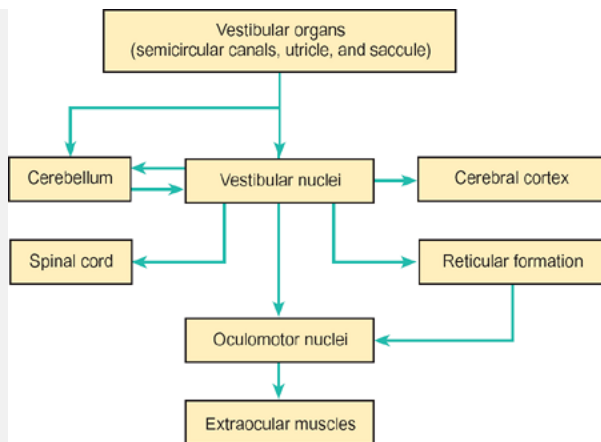 Vestibular organs
(semicircular canals, utricle, and saccule)
Cerebellum
Vestibular nuclei
Cerebral cortex
Spinal cord
Reticular formation
Oculomotor nuclei
Extraocular muscles